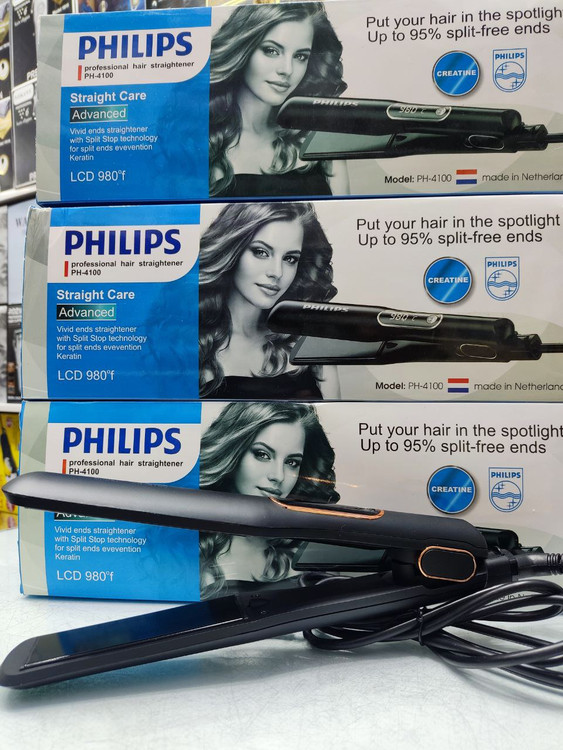 PHILIPS
professional hair straightener
PH-4100
Straight Care
Advanced
Vivid ends straightener
with Split Stop technology
for split ends evevention
Keratin
LCD 980°f
Put your hair in the spotligh
Up to 95% split-free ends
CREATINE
PHILIPS
PHILIPS
980 F
Model: PH-4100 made in Netherlan
PHILIPS
professional hair straightener
PH-4100
Straight Care
Advanced
Vivid ends straightener
with Split Stop technology
for split ends evevention
Keratin
LCD 980°f
Put your hair in the spotlight
Up to 95% split-free ends
CREATINE
PHILIPS
PHILIPS
980 F
Model: PH-4100 made in Netherland
PHILIPS
professional hair straightener
PH-4100
Vivid ends straightener
with Split Stop technology
for split ends evevention
Keratin
LCD 980°f
Put your hair in the spotlight
Up to 95% split-free ends
CREATINE
PHILIPS